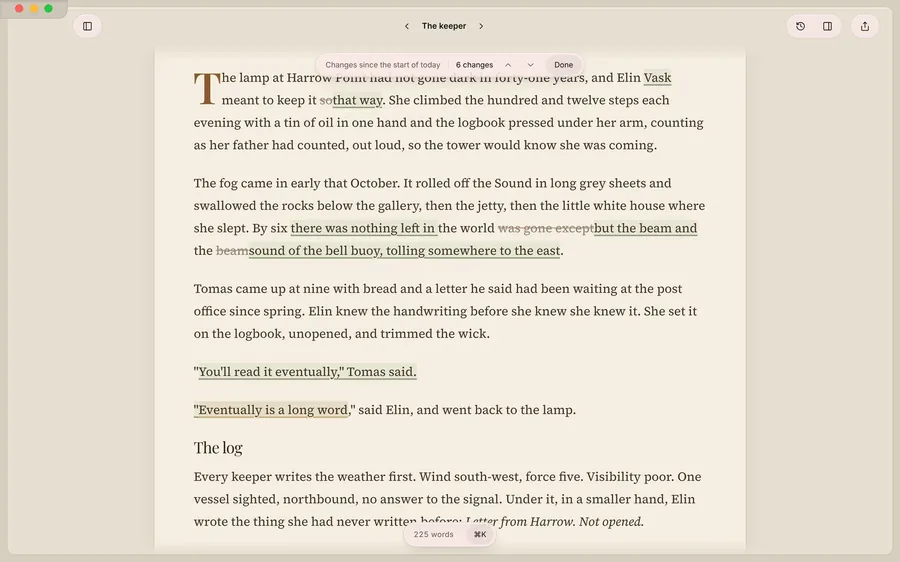 The keeper
Changes since the start of today 6 changes Done
The lamp at Harrow Point had not gone dark in forty-one years, and Elin Vask
meant to keep it sothat way. She climbed the hundred and twelve steps each
evening with a tin of oil in one hand and the logbook pressed under her arm, counting
as her father had counted, out loud, so the tower would know she was coming.
The fog came in early that October. It rolled off the Sound in long grey sheets and
swallowed the rocks below the gallery, then the jetty, then the little white house where
she slept. By six there was nothing left in the world was gone exceptbut the beam and
the beamsound of the bell buoy, tolling somewhere to the east.
Tomas came up at nine with bread and a letter he said had been waiting at the post
office since spring. Elin knew the handwriting before she knew she knew it. She set it
on the logbook, unopened, and trimmed the wick.
"You'll read it eventually," Tomas said.
"Eventually is a long word," said Elin, and went back to the lamp.
The log
Every keeper writes the weather first. Wind south-west, force five. Visibility poor. One
vessel sighted, northbound, no answer to the signal. Under it, in a smaller hand, Elin
wrote the thing she had never written before: Letter from Harrow. Not opened.
225 words ⌘K